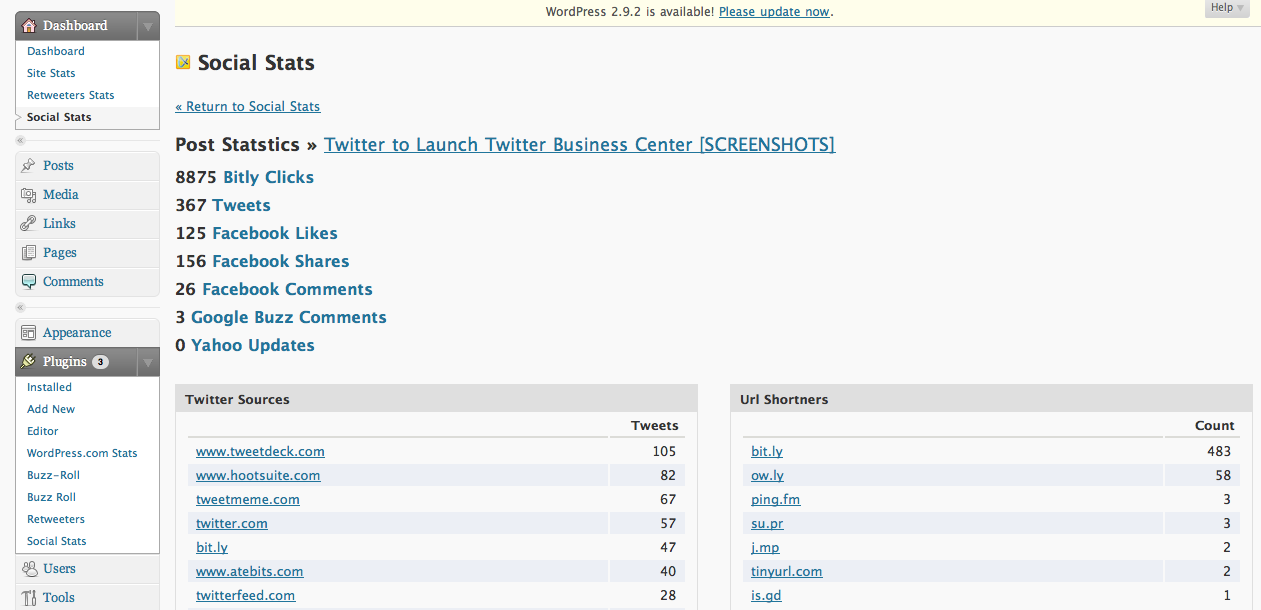 WordPress 2.9.2 is available! Please update now.
Help
Dashboard
Dashboard
Site Stats
Retweeters Stats
Social Stats
«
Posts
Media
Links
Pages
Comments
«
Appearance
Plugins 3
Installed
Add New
Editor
WordPress.com Stats
Buzz-Roll
Buzz Roll
Retweeters
Social Stats
Users
Tools
Social Stats
« Return to Social Stats
Post Statstics » Twitter to Launch Twitter Business Center [SCREENSHOTS]
8875 Bitly Clicks
367 Tweets
125 Facebook Likes
156 Facebook Shares
26 Facebook Comments
3 Google Buzz Comments
0 Yahoo Updates
Twitter Sources
Tweets
www.tweetdeck.com 105
www.hootsuite.com 82
tweetmeme.com 67
twitter.com 57
bit.ly 47
www.atebits.com 40
twitterfeed.com 28
Url Shortners
Count
bit.ly 483
ow.ly 58
ping.fm 3
su.pr 3
j.mp 2
tinyurl.com 2
is.gd 1